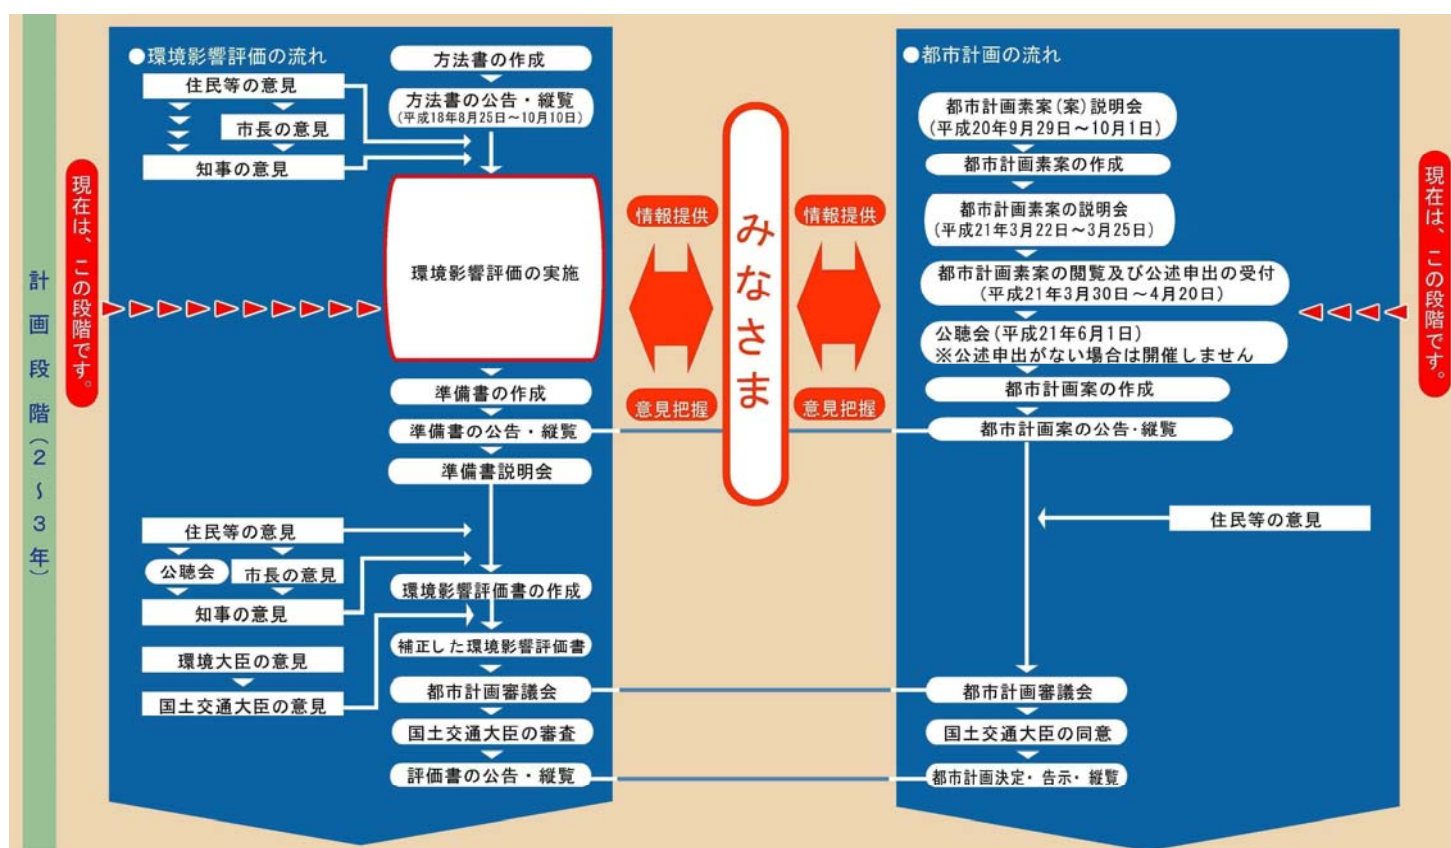 計画段階(2～3年)
現在は、この段階です。
●環境影響評価の流れ
方法書の作成
方法書の公告・縦覧
(平成18年8月25日～10月10日)
住民等の意見
市長の意見
知事の意見
環境影響評価の実施
準備書の作成
準備書の公告・縦覧
準備書説明会
住民等の意見
公聴会
市長の意見
知事の意見
環境影響評価書の作成
環境大臣の意見
国土交通大臣の意見
補正した環境影響評価書
都市計画審議会
国土交通大臣の審査
評価書の公告・縦覧
情報提供
意見把握
みなさま
情報提供
意見把握
●都市計画の流れ
都市計画素案(案)説明会
(平成20年9月29日～10月1日)
都市計画素案の作成
都市計画素案の説明会
(平成21年3月22日～3月25日)
都市計画素案の閲覧及び公述申出の受付
(平成21年3月30日～4月20日)
公聴会(平成21年6月1日)
※公述申出がない場合は開催しません
都市計画案の作成
都市計画案の公告・縦覧
住民等の意見
都市計画審議会
国土交通大臣の同意
都市計画決定・告示・縦覧
現在は、この段階です。